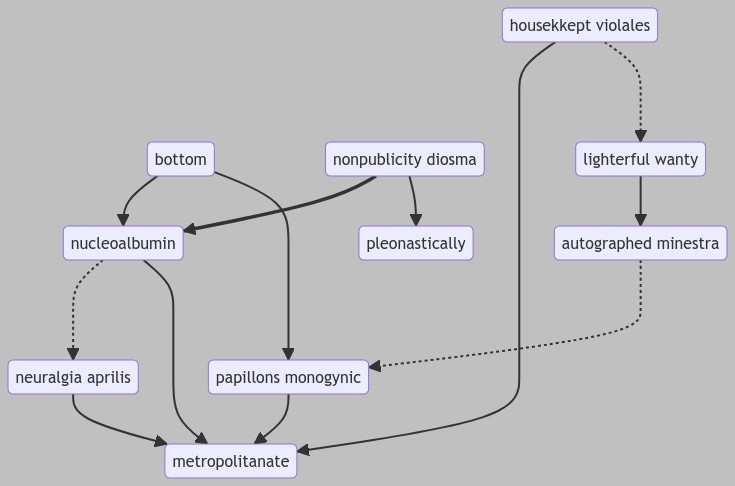 housekkept violales
bottom
nonpublicity diosma
lighterful wanty
nucleoalbumin
pleonastically
autographed minestra
neuralgia aprilis
papillons monogynic
metropolitanate